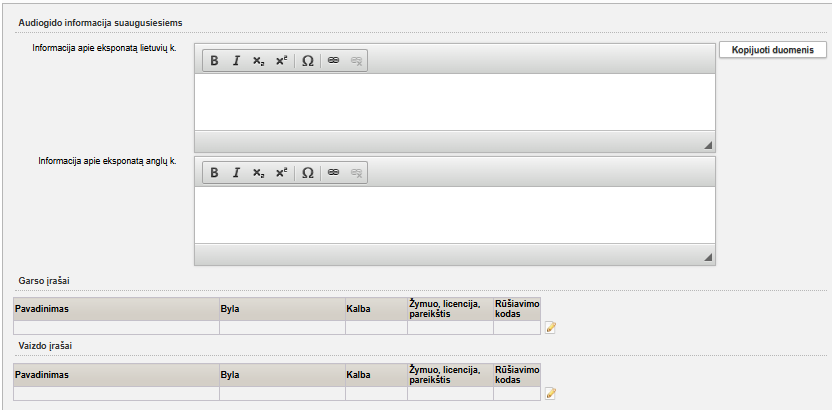 Audiogido informacija suaugusiesiems
Informacija apie eksponatą lietuvių k.
B I x₂ x² Ω
Kopijuoti duomenis
Informacija apie eksponatą anglų k.
B I x₂ x² Ω
Garso įrašai
Pavadinimas Byla Kalba Žymuo, licencija, pareikštis Rūšiavimo kodas
Vaizdo įrašai
Pavadinimas Byla Kalba Žymuo, licencija, pareikštis Rūšiavimo kodas